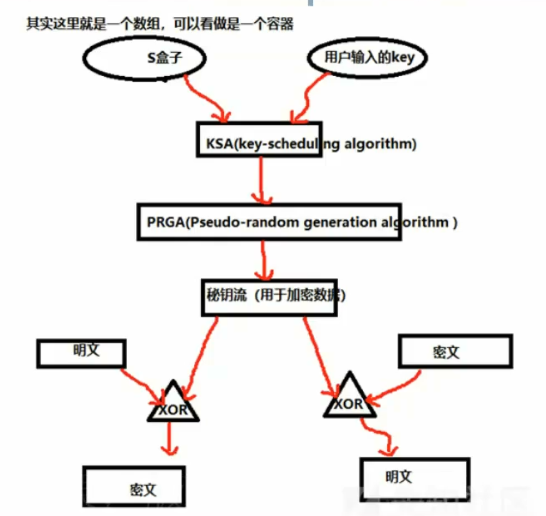 其实这里就是一个数组，可以看做是一个容器
S盒子
用户输入的key
KSA(key-scheduling algorithm)
PRGA(Pseudo-random generation algorithm )
秘钥流（用于加密数据)
明文
密文
XOR
XOR
密文
明文